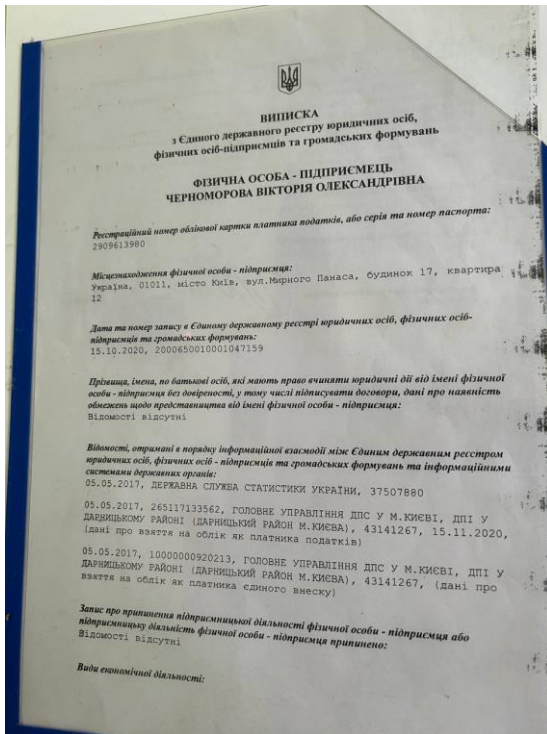 ВИПИСКА
з Єдиного державного реєстру юридичних осіб,
фізичних осіб-підприємців та громадських формувань
ФІЗИЧНА ОСОБА - ПІДПРИЄМЕЦЬ
ЧЕРНОМОРОВА ВІКТОРІЯ ОЛЕКСАНДРІВНА
Реєстраційний номер облікової картки платника податків, або серія та номер паспорта:
2909613980
Місцезнаходження фізичної особи - підприємця:
Україна, 01011, місто Київ, вул.Мирного Панаса, будинок 17, квартира
12
Дата та номер запису в Єдиному державному реєстрі юридичних осіб, фізичних осіб-
підприємців та громадських формувань:
15.10.2020, 2000650010001047159
Прізвища, імена, по батькові осіб, які мають право вчиняти юридичні дії від імені фізичної
особи - підприємця без довіреності, у тому числі підписувати договори, дані про наявність
обмежень щодо представництва від імені фізичної особи - підприємця:
Відомості відсутні
Відомості, отримані в порядку інформаційної взаємодії між Єдиним державним реєстром
юридичних осіб, фізичних осіб - підприємців та громадських формувань та інформаційними
системами державних органів:
05.05.2017, ДЕРЖАВНА СЛУЖБА СТАТИСТИКИ УКРАЇНИ, 37507880
05.05.2017, 265117133562, ГОЛОВНЕ УПРАВЛІННЯ ДПС У М.КИЄВІ, ДПІ У
ДАРНИЦЬКОМУ РАЙОНІ (ДАРНИЦЬКИЙ РАЙОН М.КИЄВА), 43141267, 15.11.2020,
(дані про взяття на облік як платника податків)
05.05.2017, 10000000920213, ГОЛОВНЕ УПРАВЛІННЯ ДПС У М.КИЄВІ, ДПІ У
ДАРНИЦЬКОМУ РАЙОНІ (ДАРНИЦЬКИЙ РАЙОН М.КИЄВА), 43141267, (дані про
взяття на облік як платника єдиного внеску)
Запис про припинення підприємницької діяльності фізичної особи - підприємця або
підприємницьку діяльність фізичної особи - підприємця припинено:
Відомості відсутні
Види економічної діяльності: